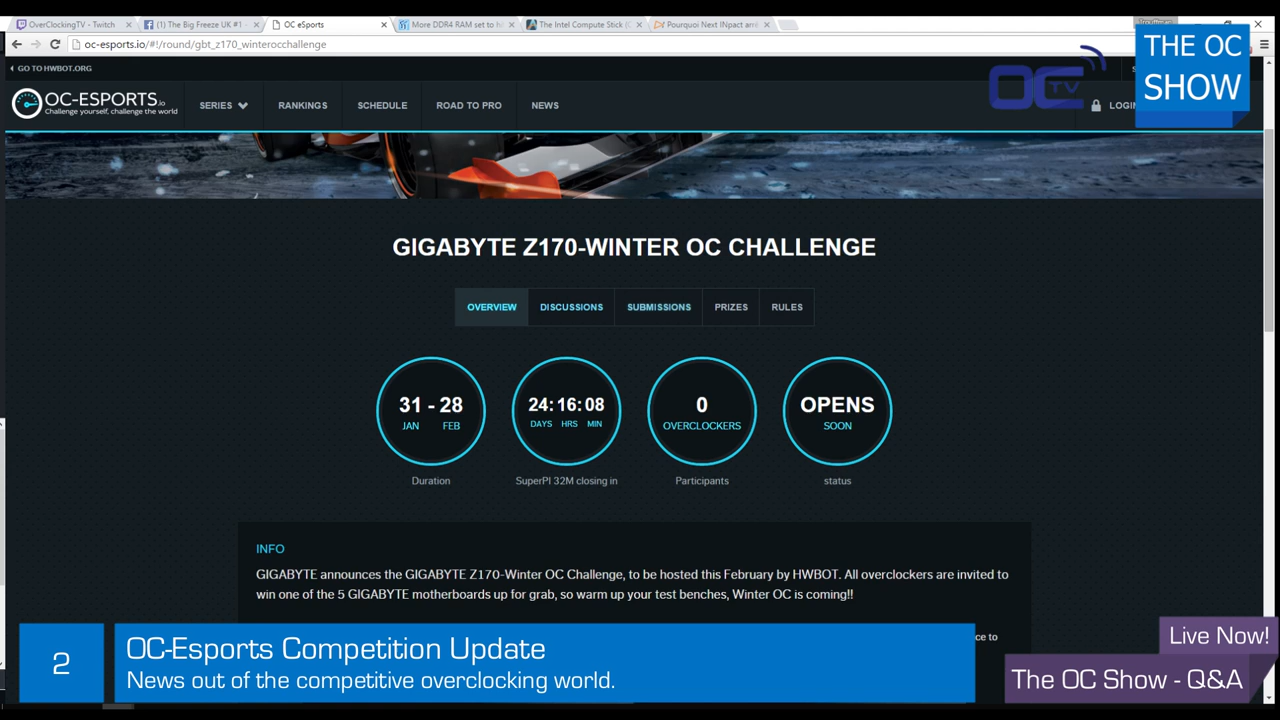 OverClockingTV - Twitch
(1) The Big Freeze UK #1 -
OC eSports
More DDR4 RAM set to hi
The Intel Compute Stick (C
Pourquoi Next INpact arrê
oc-esports.io/#!/round/gbt_z170_winterocchallenge
THE OC
SHOW
OC TV
GO TO HWBOT.ORG
OC-ESPORTS.io
Challenge yourself, challenge the world
SERIES
RANKINGS
SCHEDULE
ROAD TO PRO
NEWS
LOGIN
GIGABYTE Z170-WINTER OC CHALLENGE
OVERVIEW
DISCUSSIONS
SUBMISSIONS
PRIZES
RULES
31 - 28
JAN FEB
Duration
24:16:08
DAYS HRS MIN
SuperPI 32M closing in
0
OVERCLOCKERS
Participants
OPENS
SOON
status
INFO
GIGABYTE announces the GIGABYTE Z170-Winter OC Challenge, to be hosted this February by HWBOT. All overclockers are invited to
win one of the 5 GIGABYTE motherboards up for grab, so warm up your test benches, Winter OC is coming!!
ce to
2
OC-Esports Competition Update
News out of the competitive overclocking world.
Live Now!
The OC Show - Q&A